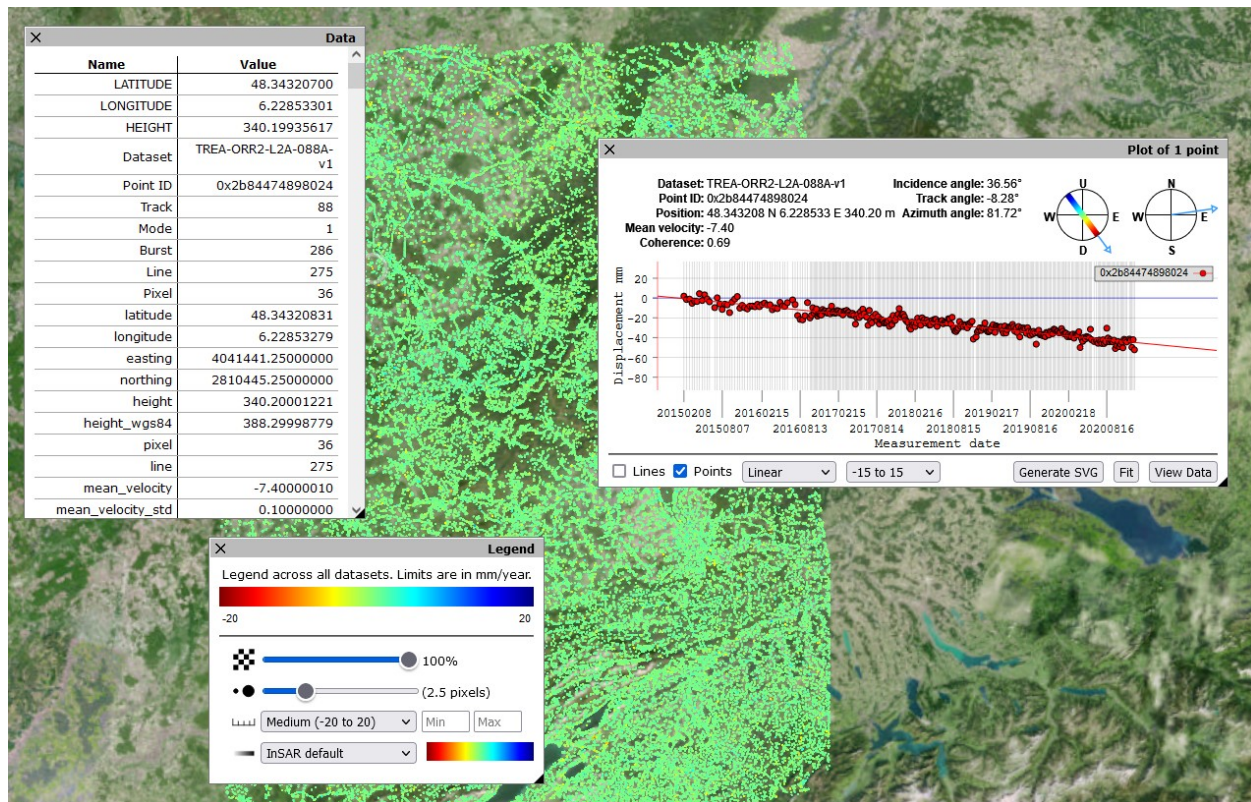 Data
Name Value
LATITUDE 48.34320700
LONGITUDE 6.22853301
HEIGHT 340.19935617
Dataset TREA-ORR2-L2A-088A-
v1
Point ID 0x2b84474898024
Track 88
Mode 1
Burst 286
Line 275
Pixel 36
latitude 48.34320831
longitude 6.22853279
easting 4041441.25000000
northing 2810445.25000000
height 340.20001221
height_wgs84 388.29998779
pixel 36
line 275
mean_velocity -7.40000010
mean_velocity_std 0.10000000
Plot of 1 point
Dataset: TREA-ORR2-L2A-088A-v1 Incidence angle: 36.56°
Point ID: 0x2b84474898024 Track angle: -8.28°
Position: 48.343208 N 6.228533 E 340.20 m Azimuth angle: 81.72°
Mean velocity: -7.40
Coherence: 0.69
U
W E
D
N
W E
S
0x2b84474898024
Displacement mm
20
0
-20
-40
-60
-80
20150208 20160215 20170215 20180216 20190217 20200218
20150807 20160813 20170814 20180815 20190816 20200816
Measurement date
Lines Points Linear -15 to 15 Generate SVG Fit View Data
Legend
Legend across all datasets. Limits are in mm/year.
-20 20
100%
(2.5 pixels)
Medium (-20 to 20) Min Max
InSAR default